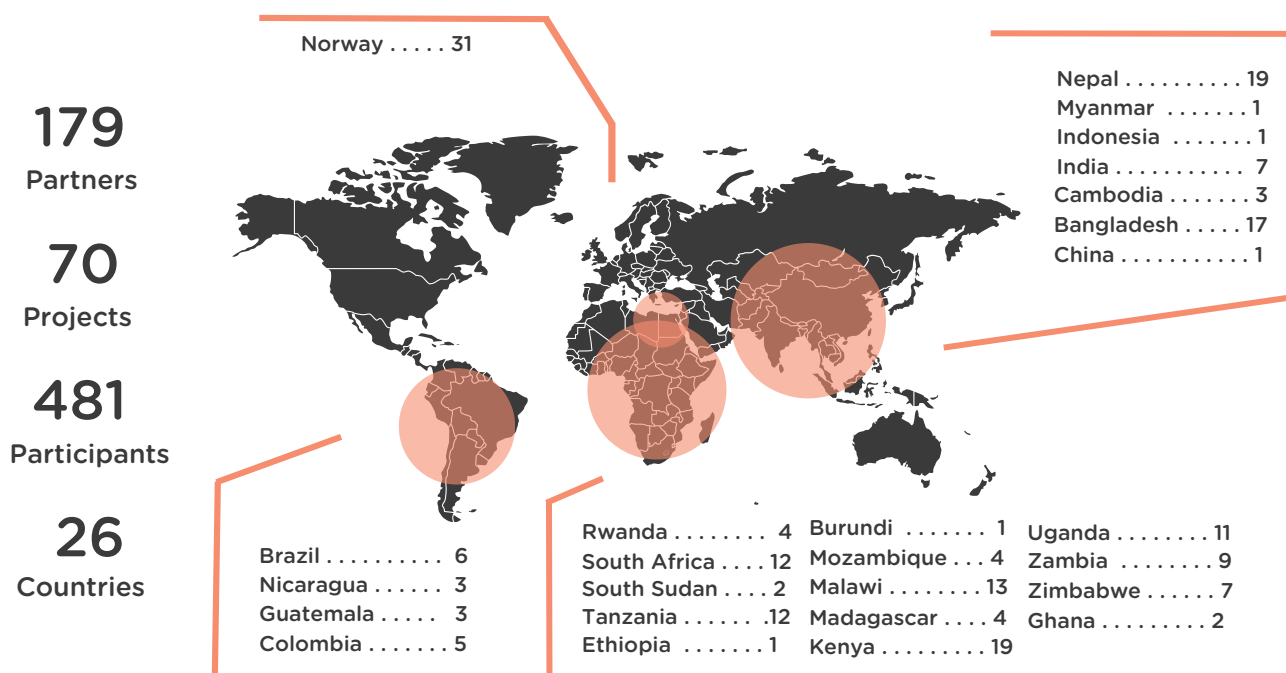 179
Partners
70
Projects
481
Participants
26
Countries
Norway . . . . . 31
Nepal . . . . . . . . . . 19
Myanmar . . . . . . . 1
Indonesia . . . . . . . 1
India . . . . . . . . . . . 7
Cambodia . . . . . . . 3
Bangladesh . . . . . 17
China . . . . . . . . . . . 1
Brazil . . . . . . . . . . 6
Nicaragua . . . . . . 3
Guatemala . . . . . 3
Colombia . . . . . . . 5
Rwanda . . . . . . . . 4
South Africa . . . . 12
South Sudan . . . . 2
Tanzania . . . . . . .12
Ethiopia . . . . . . . 1
Burundi . . . . . . . 1
Mozambique . . . 4
Malawi . . . . . . . . 13
Madagascar . . . . 4
Kenya . . . . . . . . . 19
Uganda . . . . . . . . 11
Zambia . . . . . . . . 9
Zimbabwe . . . . . . 7
Ghana . . . . . . . . . 2